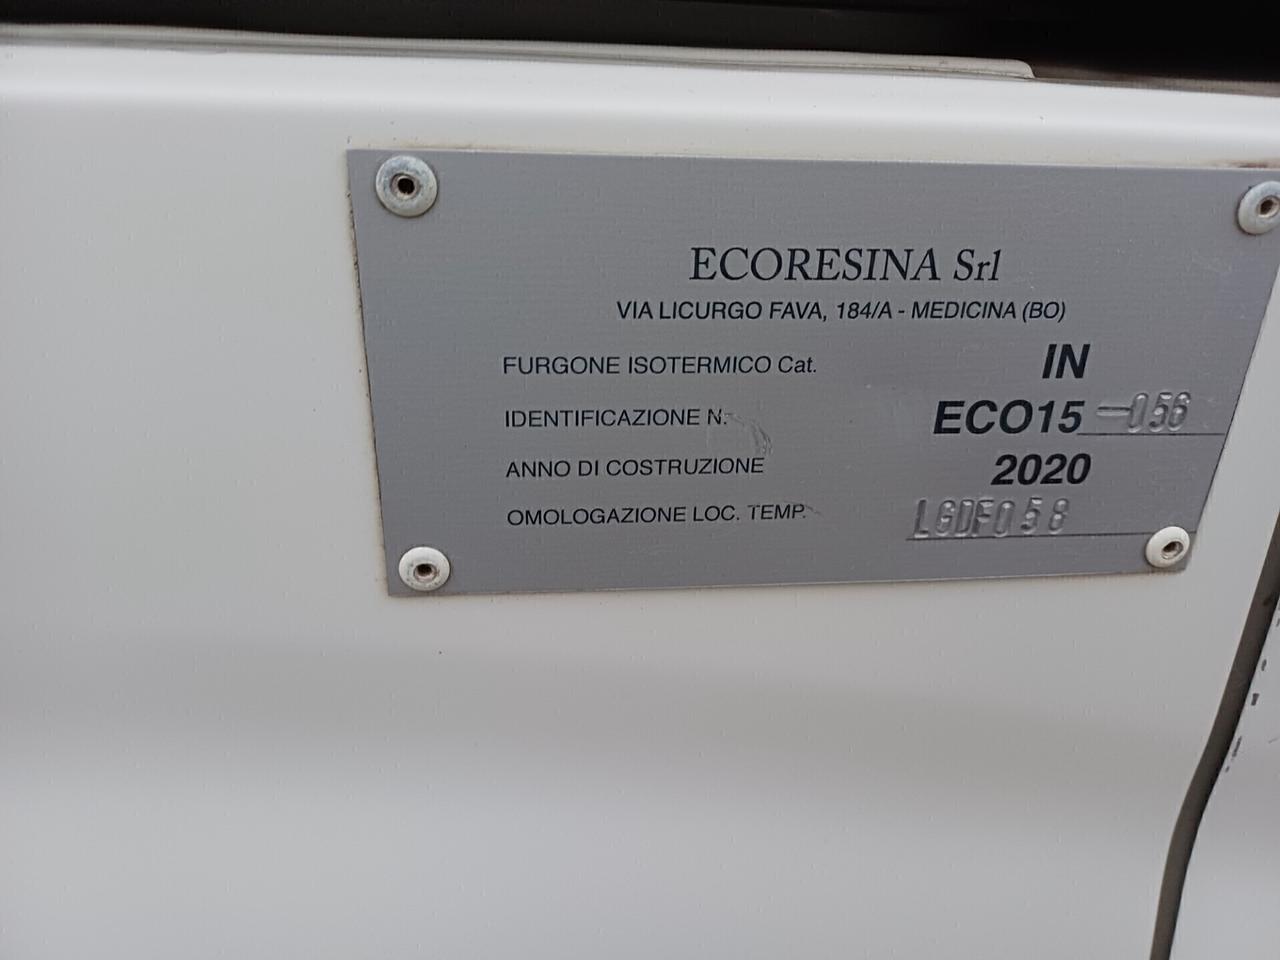 ECORESINA Srl
VIA LICURGO FAVA, 184/A - MEDICINA (BO)
FURGONE ISOTERMICO Cat. IN
IDENTIFICAZIONE N. ECO15 -056
ANNO DI COSTRUZIONE 2020
OMOLOGAZIONE LOC. TEMP. LGDF058